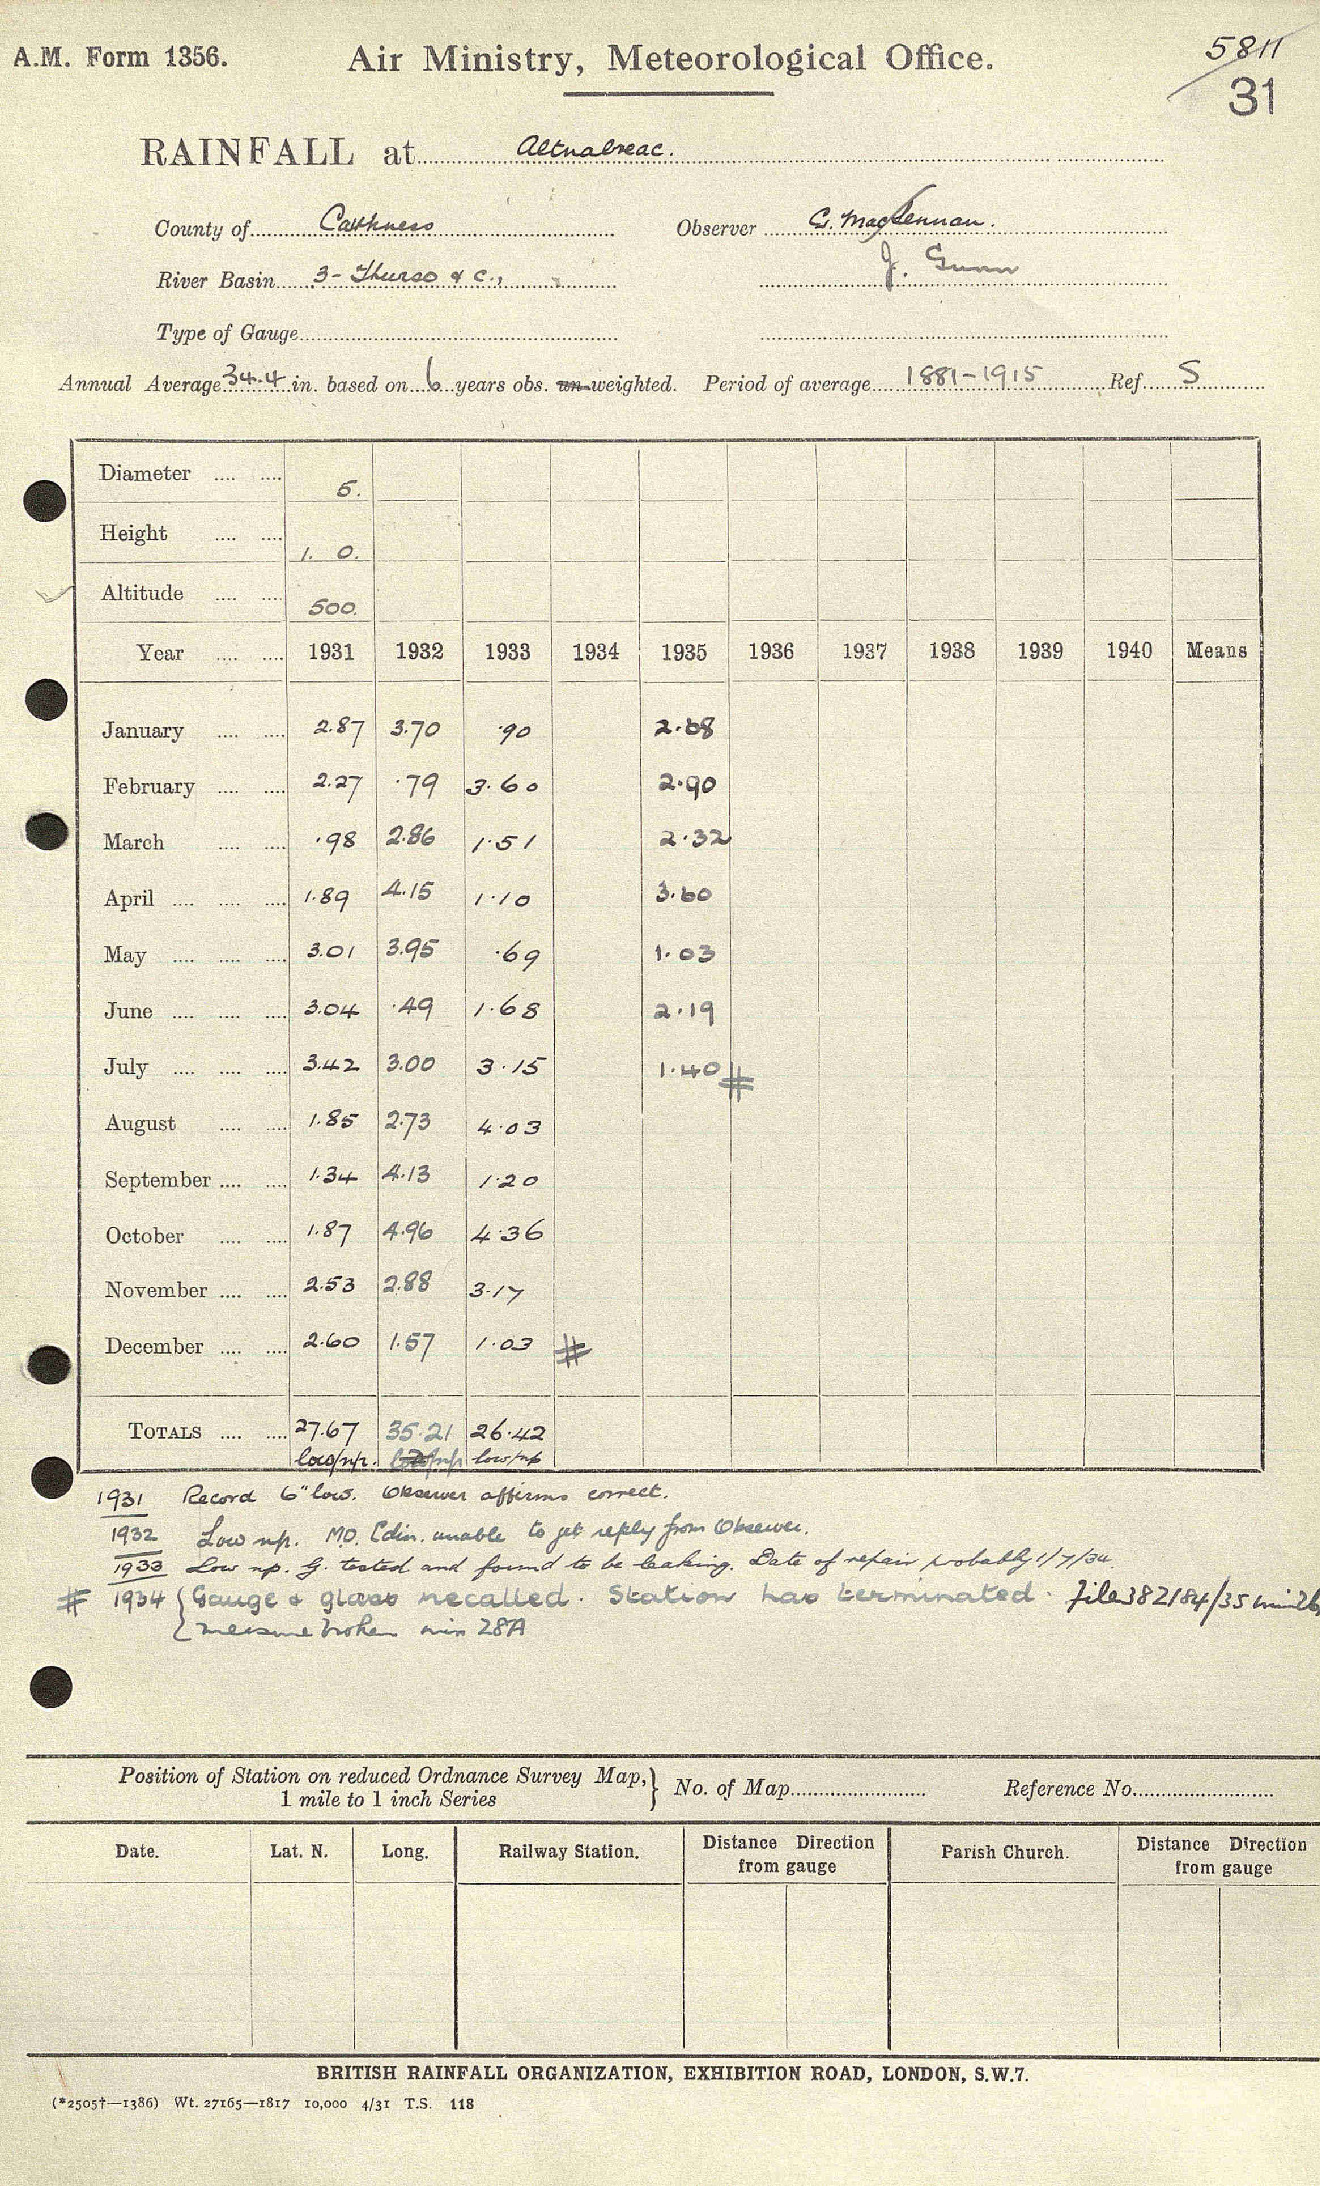 A.M. Form 1356. Air Ministry, Meteorological Office. 5811
31
RAINFALL at Altnabreac.
County of Caithness Observer G. MacLennan.
River Basin 3 - Thurso & c., J. Gunn
Type of Gauge
Annual Average 34.4 in. based on 6 years obs. un-weighted. Period of average 1881-1915 Ref S
Diameter 5.
Height 1. 0.
Altitude 500.
Year 1931 1932 1933 1934 1935 1936 1937 1938 1939 1940 Means
January 2.87 3.70 .90 2.68
February 2.27 .79 3.60 2.90
March .98 2.86 1.51 2.32
April 1.89 4.15 1.10 3.60
May 3.01 3.95 .69 1.03
June 3.04 .49 1.68 2.19
July 3.42 3.00 3.15 1.40 #
August 1.85 2.73 4.03
September 1.34 4.13 1.20
October 1.87 4.96 4.36
November 2.53 2.88 3.17
December 2.60 1.57 1.03 #
TOTALS 27.67 35.21 26.42
low/np. low/np low/np
1931 Record 6" low. Observer affirms correct.
1932 Low np. M.O. Edin. unable to get reply from Observer.
1933 Low np. G. tested and found to be leaking. Date of repair probably 1/7/34
# 1934 { Gauge & glass recalled. Station has terminated. file 382184/35 min 26
measure broken min 28A
Position of Station on reduced Ordnance Survey Map, } No. of Map Reference No.
1 mile to 1 inch Series
Date. Lat. N. Long. Railway Station. Distance Direction from gauge Parish Church. Distance Direction from gauge
BRITISH RAINFALL ORGANIZATION, EXHIBITION ROAD, LONDON, S.W.7.
(*2505†—1386) Wt. 27165—1817 10,000 4/31 T.S. 118